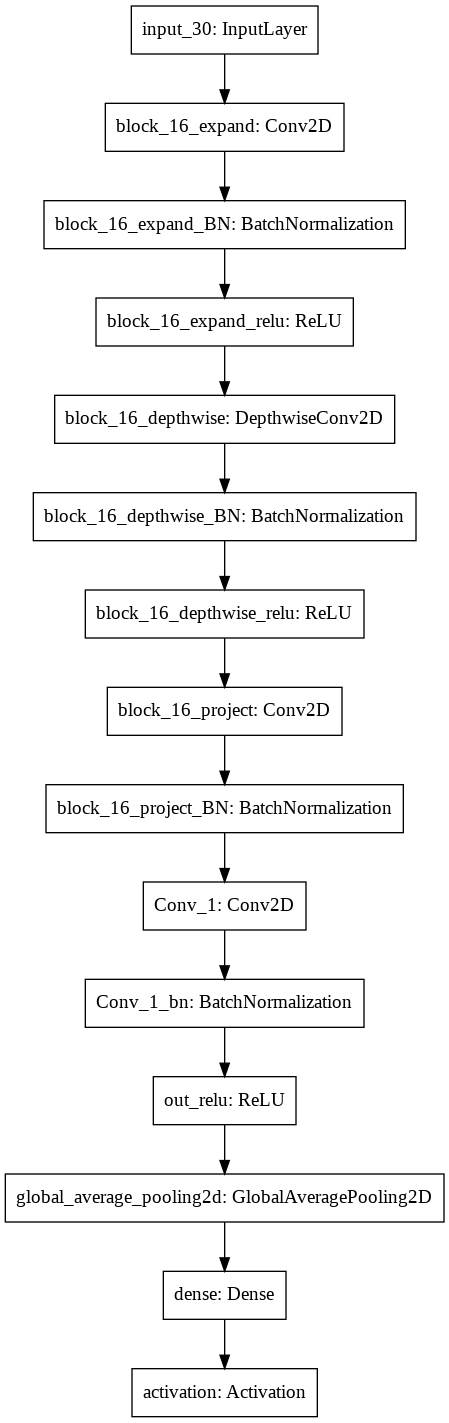 input_30: InputLayer
block_16_expand: Conv2D
block_16_expand_BN: BatchNormalization
block_16_expand_relu: ReLU
block_16_depthwise: DepthwiseConv2D
block_16_depthwise_BN: BatchNormalization
block_16_depthwise_relu: ReLU
block_16_project: Conv2D
block_16_project_BN: BatchNormalization
Conv_1: Conv2D
Conv_1_bn: BatchNormalization
out_relu: ReLU
global_average_pooling2d: GlobalAveragePooling2D
dense: Dense
activation: Activation